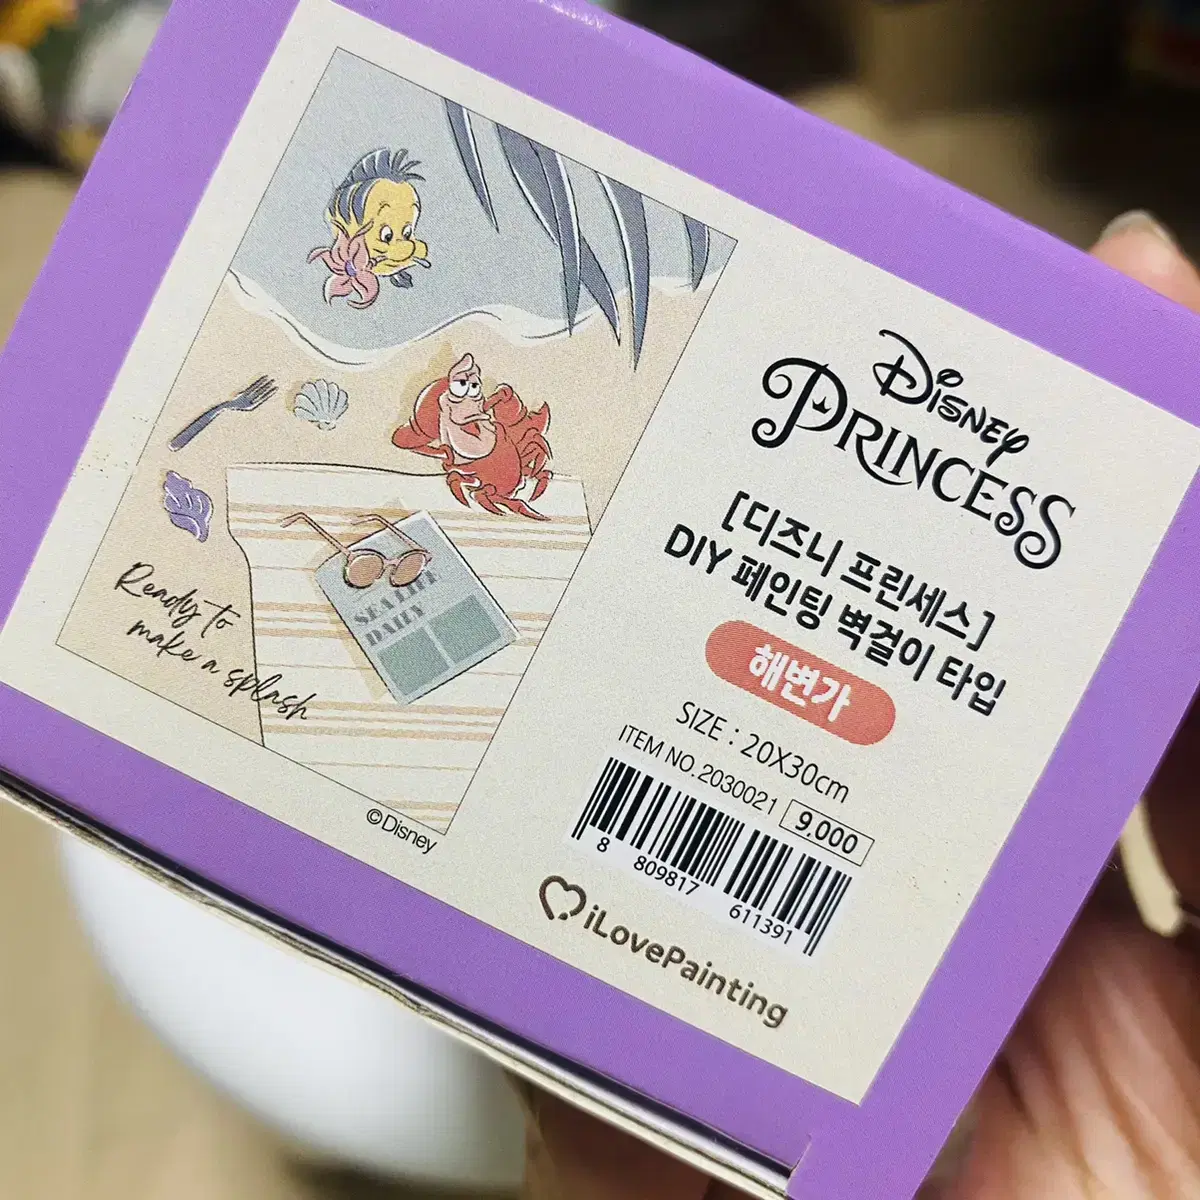 SEA LIFE
DAILY
Ready to
make a splash
©Disney
Disney
PRINCESS
[디즈니 프린세스]
DIY 페인팅 벽걸이 타입
해변가
SIZE : 20X30cm
ITEM NO.2030021
9,000
8 809817 611391
iLovePainting